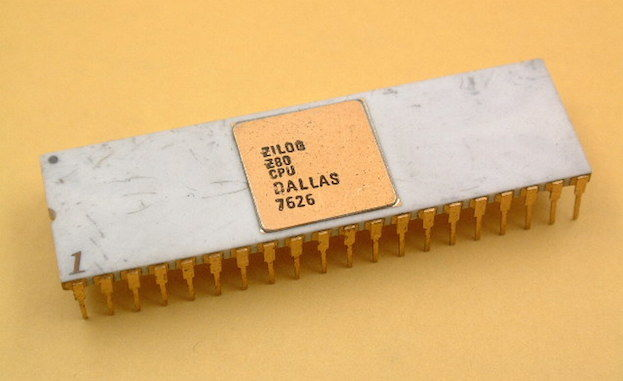 ZILOG
Z80
CPU
DALLAS
7626
1